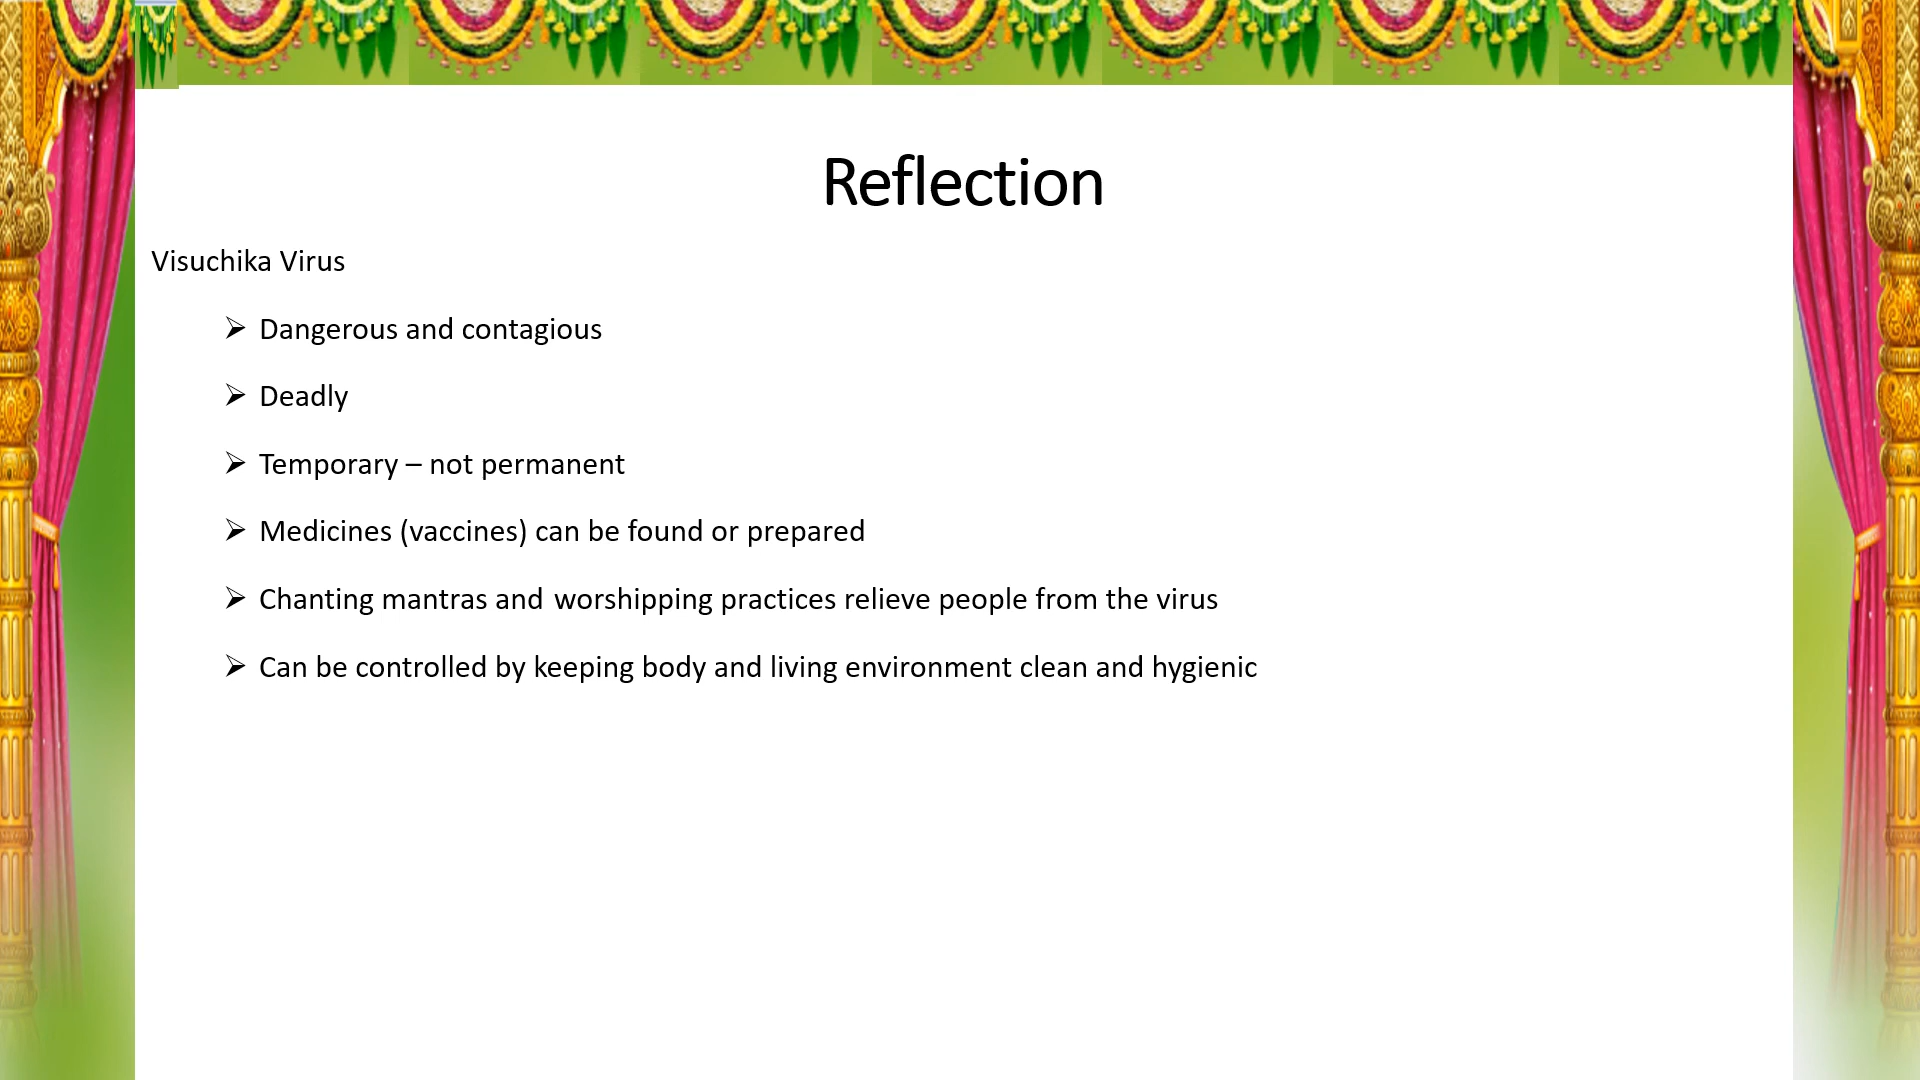 Reflection
Visuchika Virus
➢ Dangerous and contagious
➢ Deadly
➢ Temporary – not permanent
➢ Medicines (vaccines) can be found or prepared
➢ Chanting mantras and worshipping practices relieve people from the virus
➢ Can be controlled by keeping body and living environment clean and hygienic